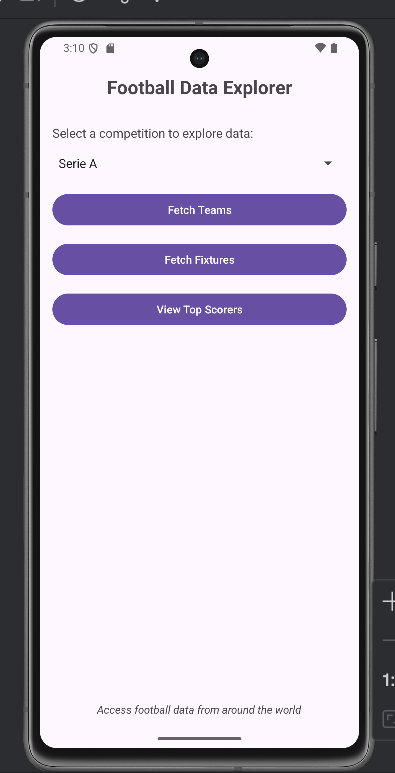 3:10
Football Data Explorer
Select a competition to explore data:
Serie A
Fetch Teams
Fetch Fixtures
View Top Scorers
Access football data from around the world
1: